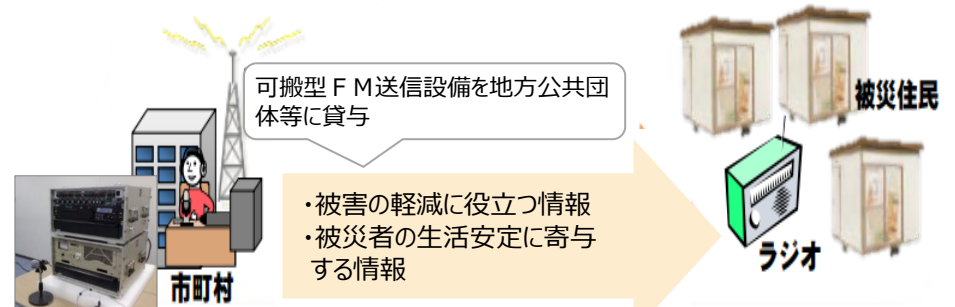 可搬型ＦＭ送信設備を地方公共団
体等に貸与
被災住民
・被害の軽減に役立つ情報
・被災者の生活安定に寄与
する情報
ラジオ
市町村